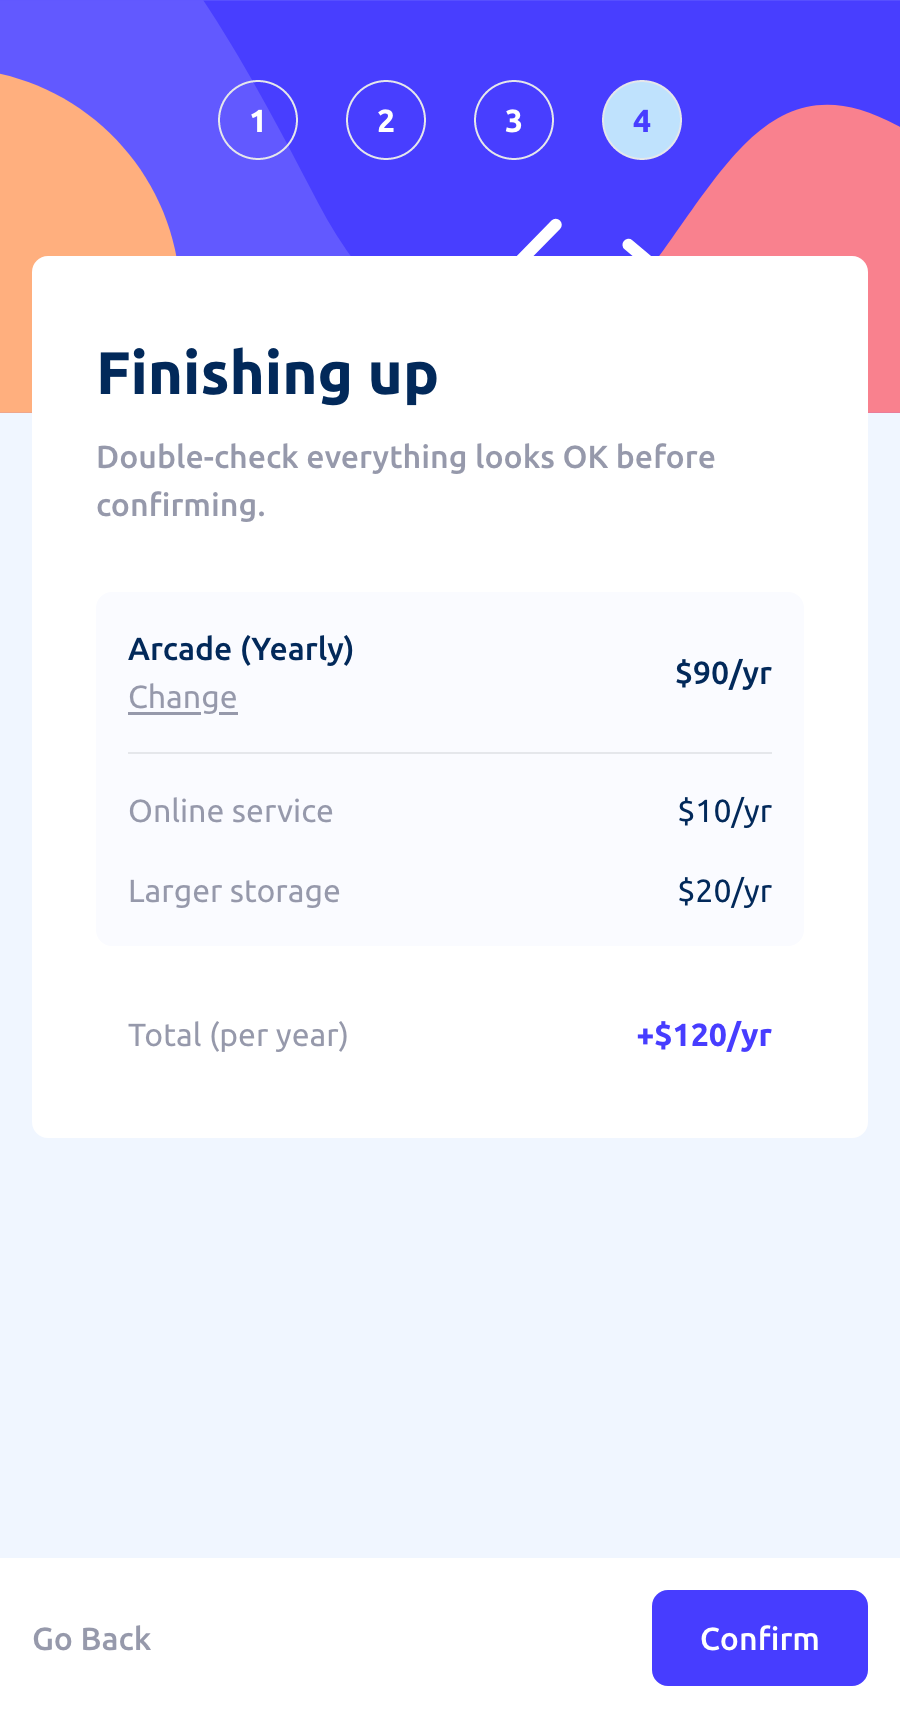 1 2 3 4
Finishing up
Double-check everything looks OK before
confirming.
Arcade (Yearly)
$90/yr
Change
Online service $10/yr
Larger storage $20/yr
Total (per year) +$120/yr
Go Back Confirm